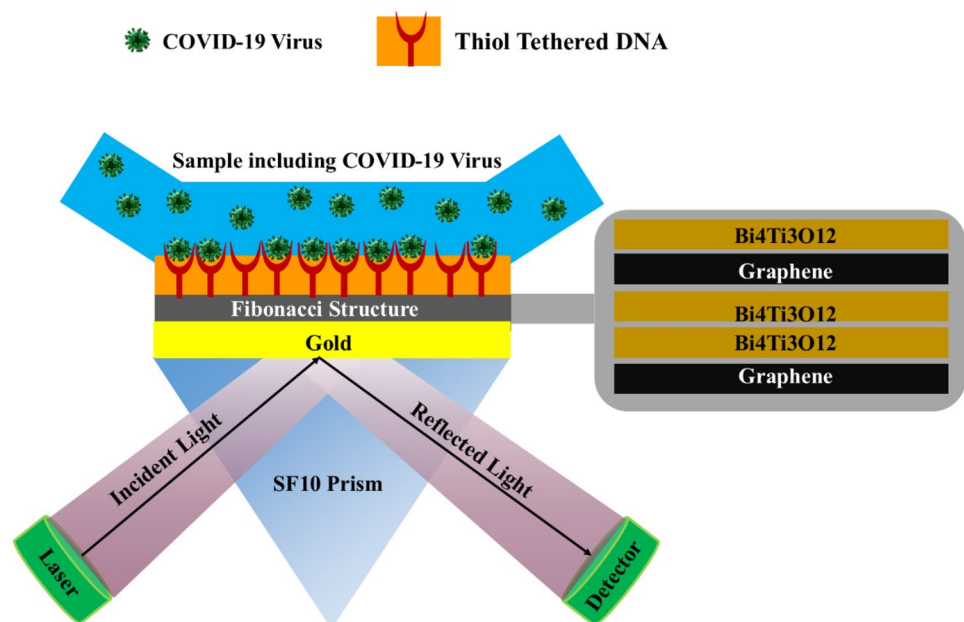 COVID-19 Virus
Thiol Tethered DNA
Sample including COVID-19 Virus
Fibonacci Structure
Gold
Incident Light
Reflected Light
SF10 Prism
Laser
Detector
Bi4Ti3O12
Graphene
Bi4Ti3O12
Bi4Ti3O12
Graphene